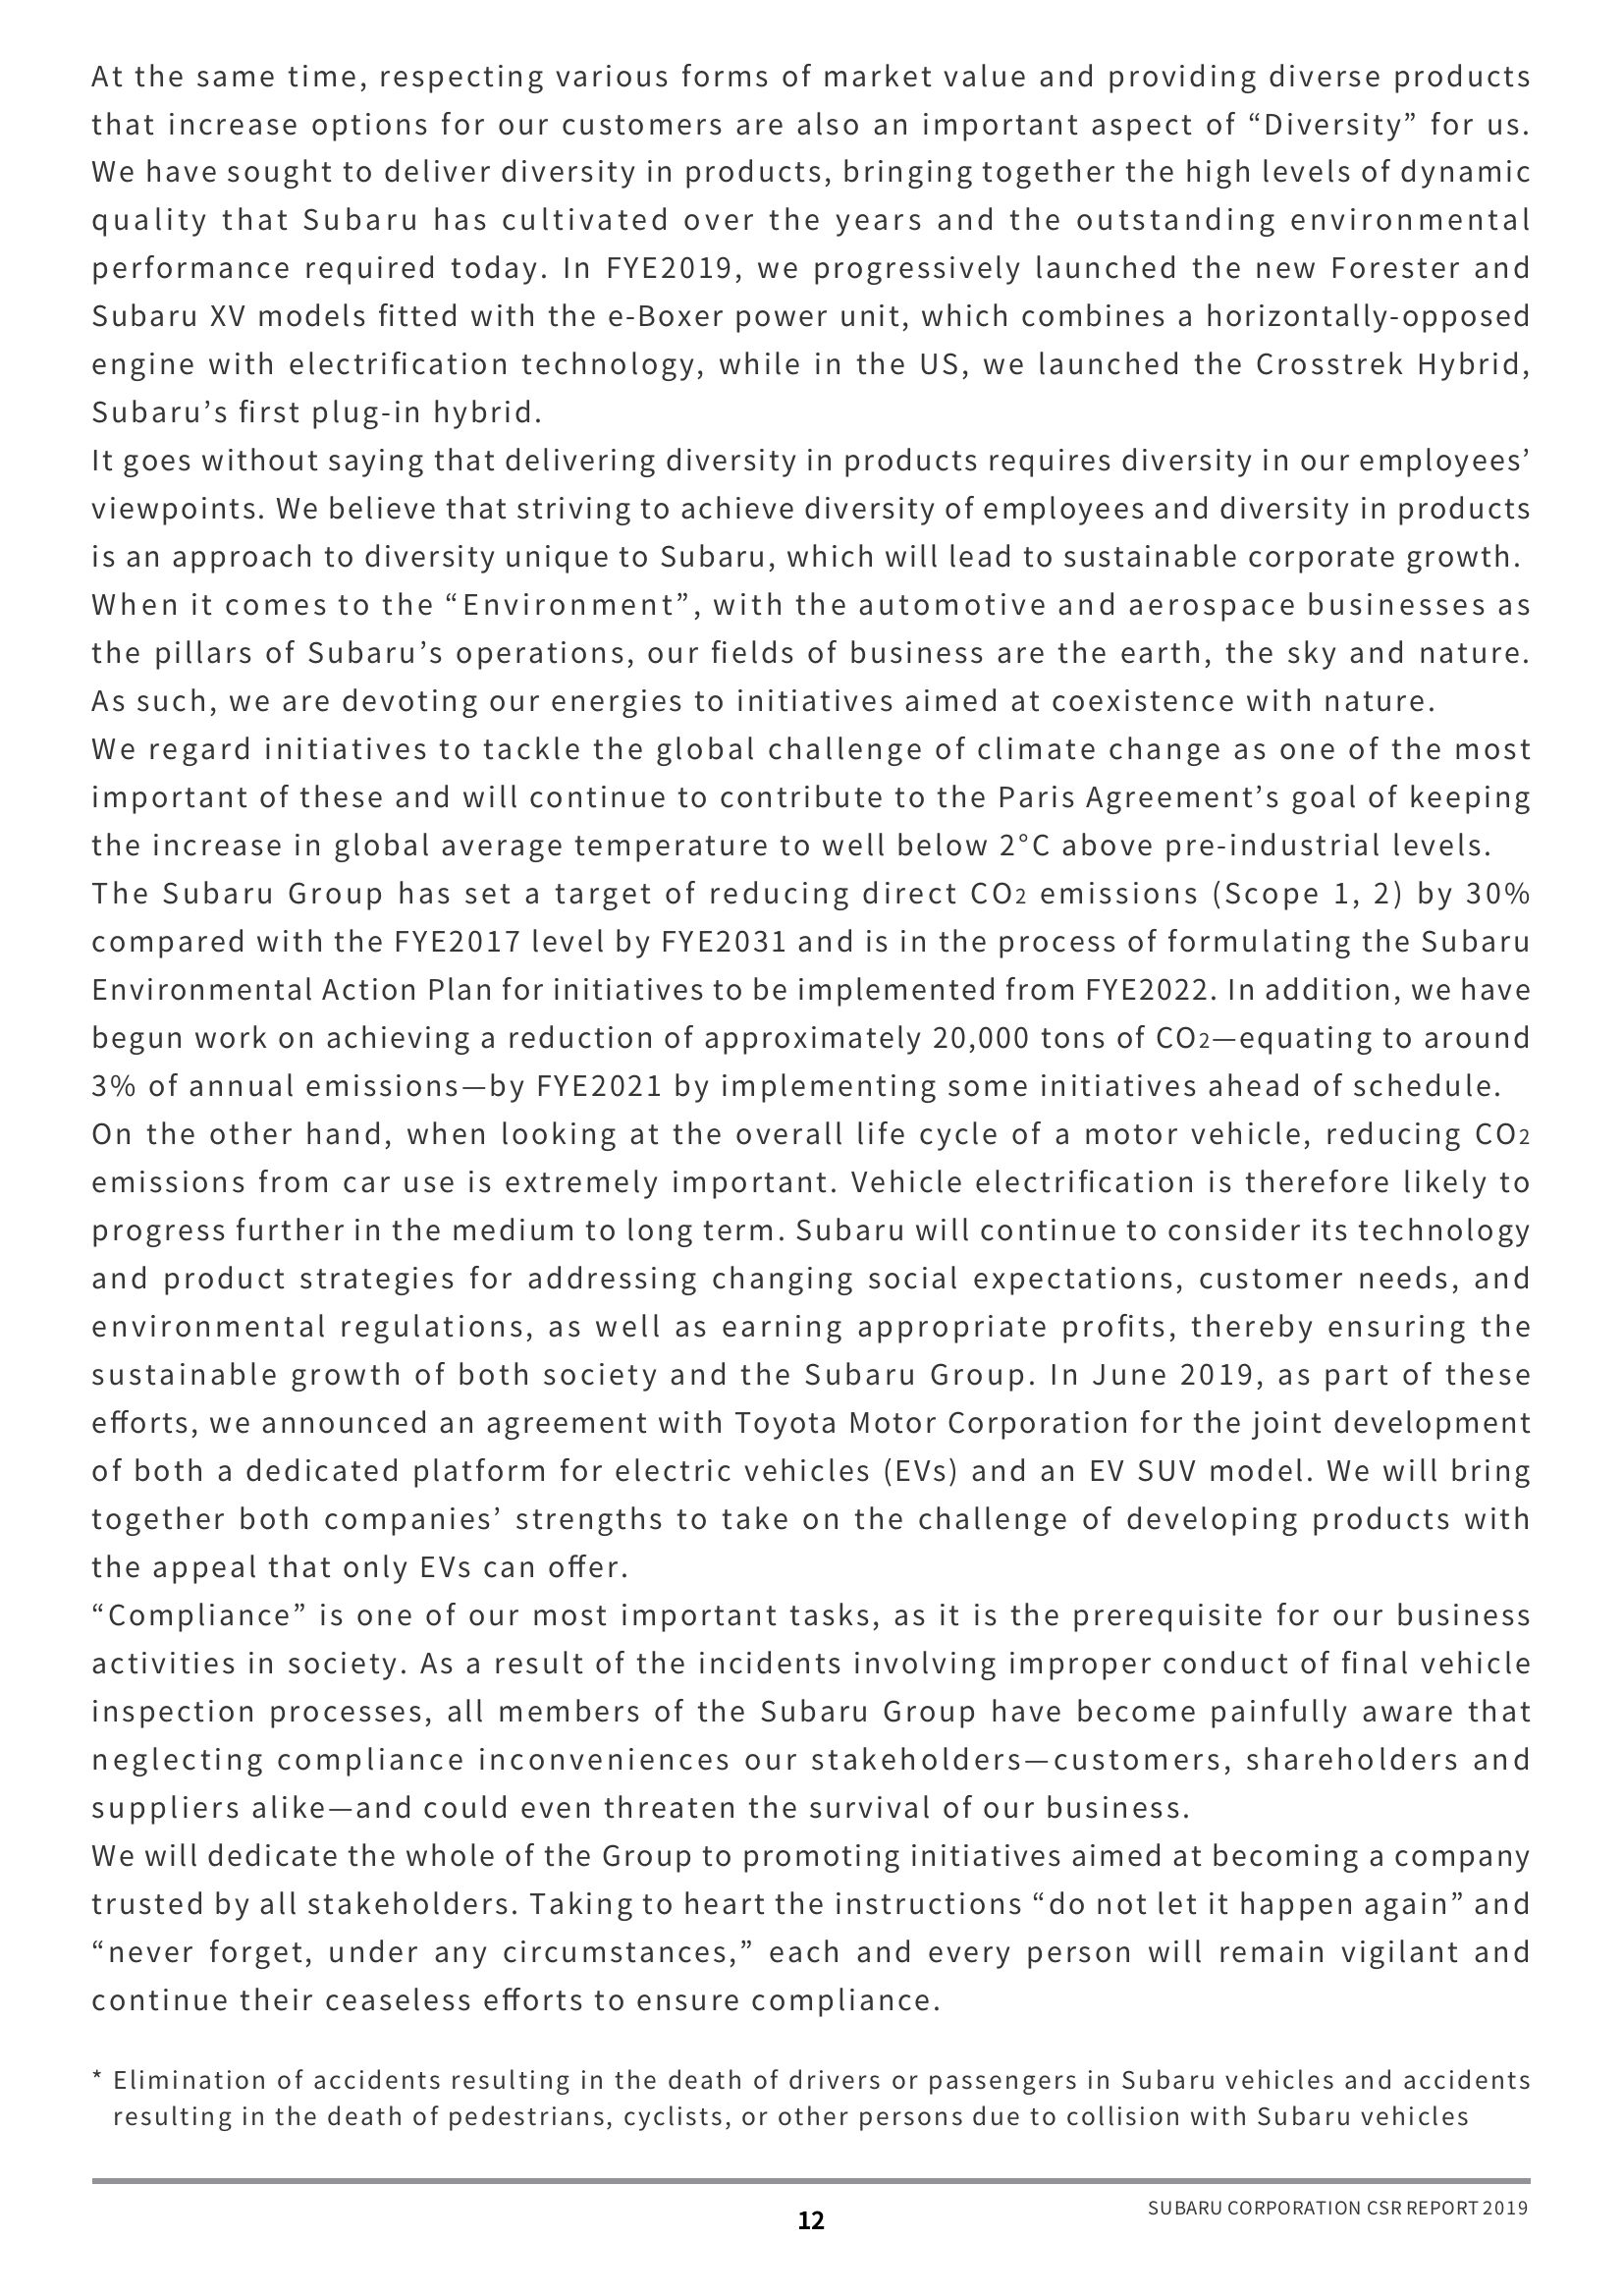 At the same time, respecting various forms of market value and providing diverse products
that increase options for our customers are also an important aspect of “Diversity” for us.
We have sought to deliver diversity in products, bringing together the high levels of dynamic
quality that Subaru has cultivated over the years and the outstanding environmental
performance required today. In FYE2019, we progressively launched the new Forester and
Subaru XV models fitted with the e-Boxer power unit, which combines a horizontally-opposed
engine with electrification technology, while in the US, we launched the Crosstrek Hybrid,
Subaru’s first plug-in hybrid.
It goes without saying that delivering diversity in products requires diversity in our employees’
viewpoints. We believe that striving to achieve diversity of employees and diversity in products
is an approach to diversity unique to Subaru, which will lead to sustainable corporate growth.
When it comes to the “Environment”, with the automotive and aerospace businesses as
the pillars of Subaru’s operations, our fields of business are the earth, the sky and nature.
As such, we are devoting our energies to initiatives aimed at coexistence with nature.
We regard initiatives to tackle the global challenge of climate change as one of the most
important of these and will continue to contribute to the Paris Agreement’s goal of keeping
the increase in global average temperature to well below 2°C above pre-industrial levels.
The Subaru Group has set a target of reducing direct CO2 emissions (Scope 1, 2) by 30%
compared with the FYE2017 level by FYE2031 and is in the process of formulating the Subaru
Environmental Action Plan for initiatives to be implemented from FYE2022. In addition, we have
begun work on achieving a reduction of approximately 20,000 tons of CO2—equating to around
3% of annual emissions—by FYE2021 by implementing some initiatives ahead of schedule.
On the other hand, when looking at the overall life cycle of a motor vehicle, reducing CO2
emissions from car use is extremely important. Vehicle electrification is therefore likely to
progress further in the medium to long term. Subaru will continue to consider its technology
and product strategies for addressing changing social expectations, customer needs, and
environmental regulations, as well as earning appropriate profits, thereby ensuring the
sustainable growth of both society and the Subaru Group. In June 2019, as part of these
efforts, we announced an agreement with Toyota Motor Corporation for the joint development
of both a dedicated platform for electric vehicles (EVs) and an EV SUV model. We will bring
together both companies’ strengths to take on the challenge of developing products with
the appeal that only EVs can offer.
“Compliance” is one of our most important tasks, as it is the prerequisite for our business
activities in society. As a result of the incidents involving improper conduct of final vehicle
inspection processes, all members of the Subaru Group have become painfully aware that
neglecting compliance inconveniences our stakeholders—customers, shareholders and
suppliers alike—and could even threaten the survival of our business.
We will dedicate the whole of the Group to promoting initiatives aimed at becoming a company
trusted by all stakeholders. Taking to heart the instructions “do not let it happen again” and
“never forget, under any circumstances,” each and every person will remain vigilant and
continue their ceaseless efforts to ensure compliance.
* Elimination of accidents resulting in the death of drivers or passengers in Subaru vehicles and accidents
resulting in the death of pedestrians, cyclists, or other persons due to collision with Subaru vehicles
12
SUBARU CORPORATION CSR REPORT 2019